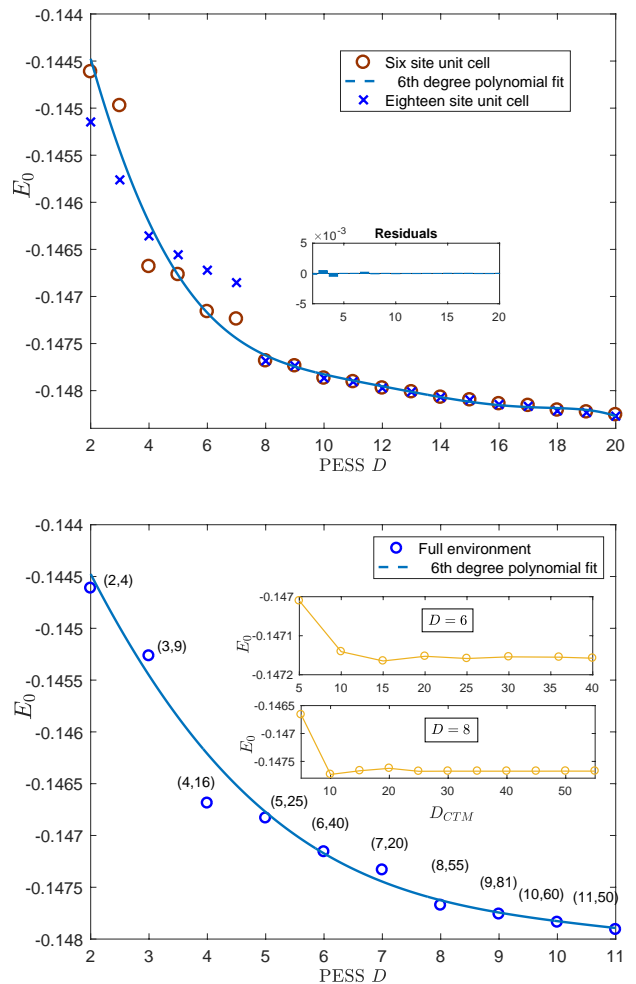 -0.144
-0.1445
-0.145
-0.1455
-0.146
-0.1465
-0.147
-0.1475
-0.148
E0
Six site unit cell
6th degree polynomial fit
Eighteen site unit cell
×10-3
Residuals
5
0
-5
5 10 15 20
2 4 6 8 10 12 14 16 18 20
PESS D
-0.144
-0.1445
-0.145
-0.1455
-0.146
-0.1465
-0.147
-0.1475
-0.148
E0
Full environment
6th degree polynomial fit
(2,4)
(3,9)
(4,16)
(5,25)
(6,40)
(7,20)
(8,55)
(9,81)
(10,60)
(11,50)
-0.147
-0.1471
-0.1472
E0
D = 6
5 10 15 20 25 30 35 40
-0.1465
-0.147
-0.1475
E0
D = 8
10 20 30 40 50
DCTM
2 3 4 5 6 7 8 9 10 11
PESS D